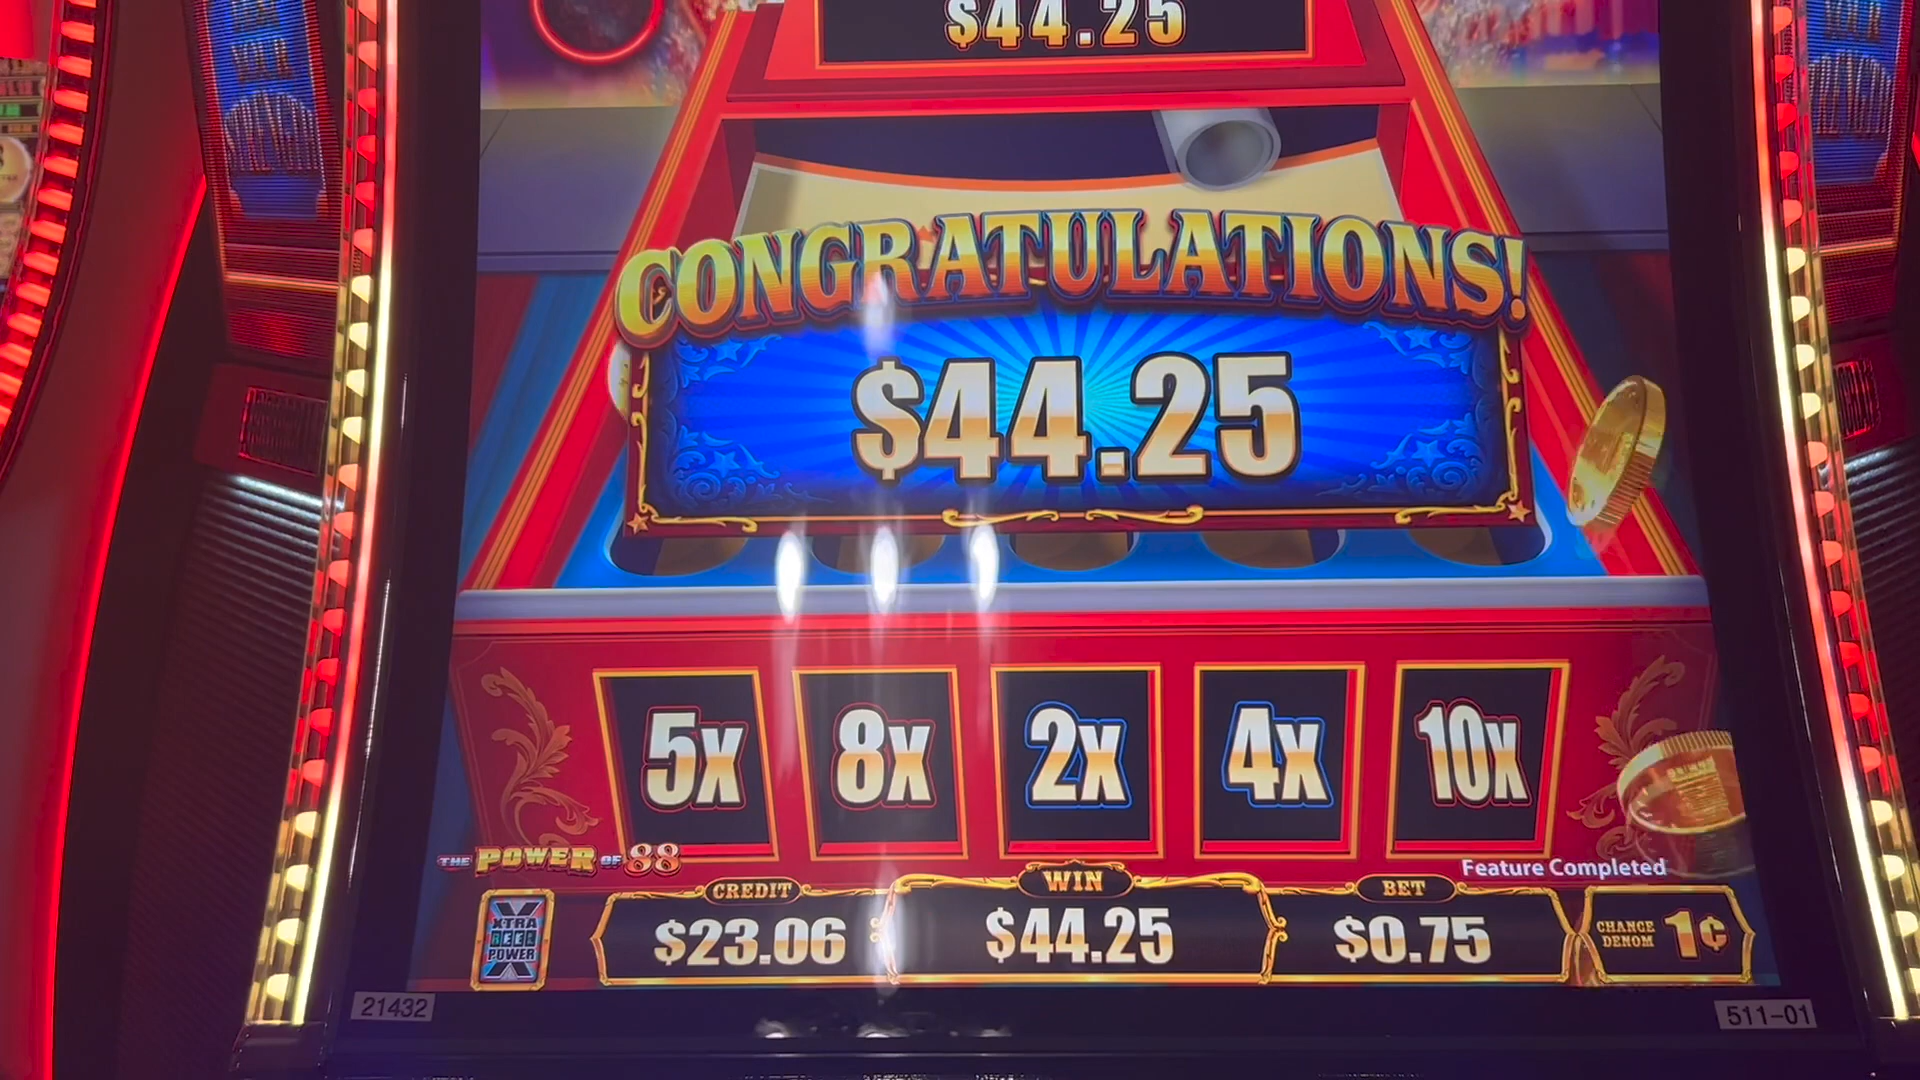 $44.25
CONGRATULATIONS!
$44.25
5X
8X
2X
4X
10X
THE POWER OF 88
Feature Completed
XTRA
REEL
POWER
CREDIT
$23.06
WIN
$44.25
BET
$0.75
CHANGE
DENOM
1¢
21432
511-01